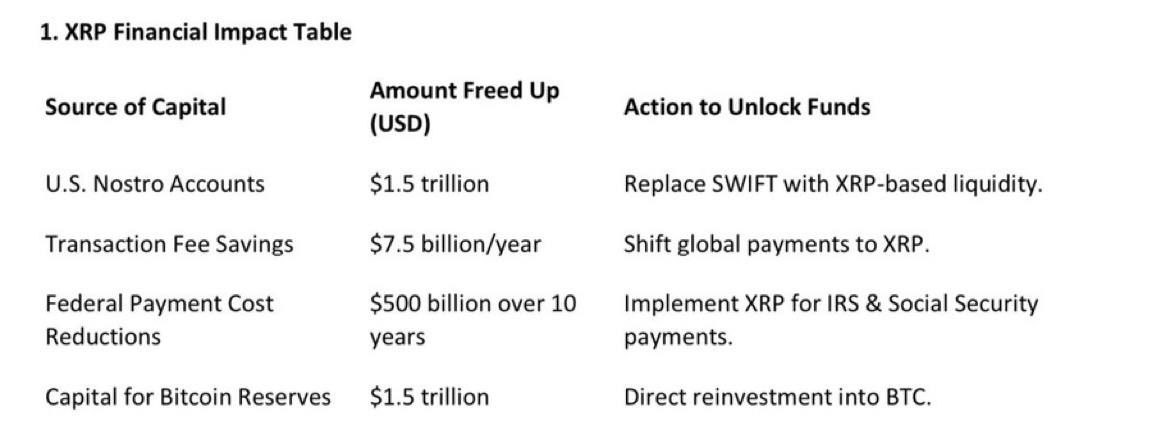 1. XRP Financial Impact Table
Source of Capital
Amount Freed Up
(USD)
Action to Unlock Funds
U.S. Nostro Accounts
$1.5 trillion
Replace SWIFT with XRP-based liquidity.
Transaction Fee Savings
$7.5 billion/year
Shift global payments to XRP.
Federal Payment Cost
Reductions
$500 billion over 10
years
Implement XRP for IRS & Social Security
payments.
Capital for Bitcoin Reserves
$1.5 trillion
Direct reinvestment into BTC.